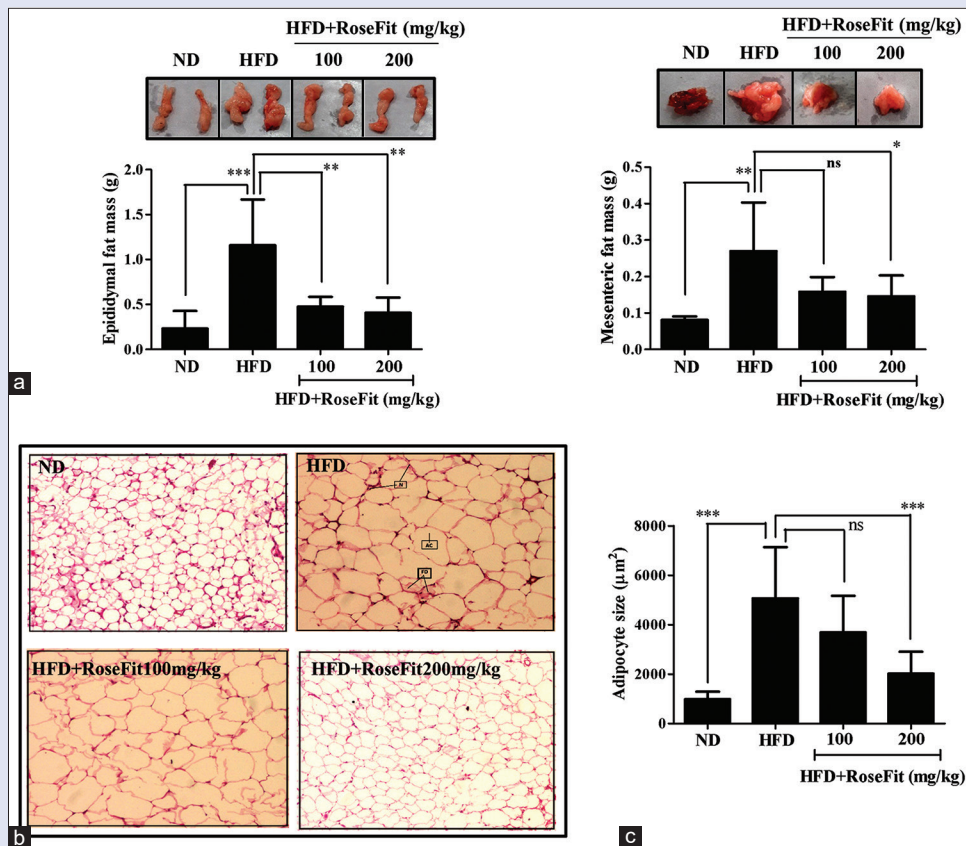 HFD+RoseFit (mg/kg)
ND HFD 100 200
***
**
**
Epididymal fat mass (g)
2.0
1.5
1.0
0.5
0.0
ND HFD 100 200
HFD+RoseFit (mg/kg)
HFD+RoseFit (mg/kg)
ND HFD 100 200
**
ns
*
Mesenteric fat mass (g)
0.5
0.4
0.3
0.2
0.1
0.0
ND HFD 100 200
HFD+RoseFit (mg/kg)
a
ND
HFD
N
AC
FD
HFD+RoseFit100mg/kg
HFD+RoseFit200mg/kg
b
***
ns
***
Adipocyte size (μm²)
8000
6000
4000
2000
0
ND HFD 100 200
HFD+RoseFit (mg/kg)
c